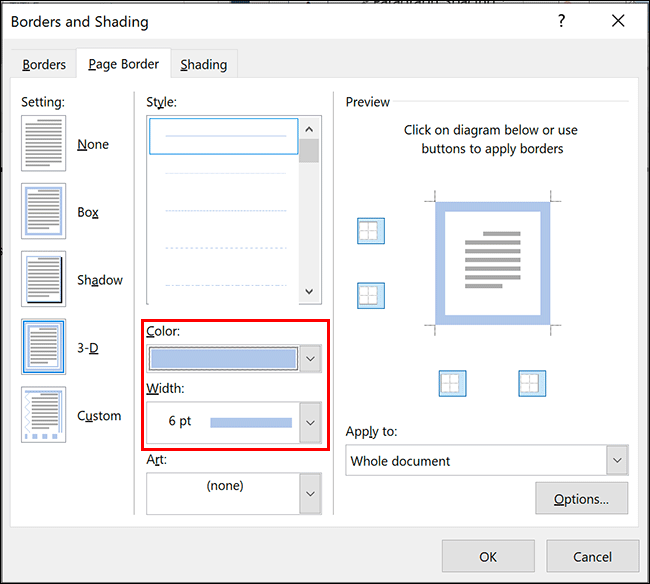 Borders and Shading
?
Borders
Page Border
Shading
Setting:
None
Box
Shadow
3-D
Custom
Style:
Color:
Width:
6 pt
Art:
(none)
Preview
Click on diagram below or use
buttons to apply borders
Apply to:
Whole document
Options...
OK
Cancel